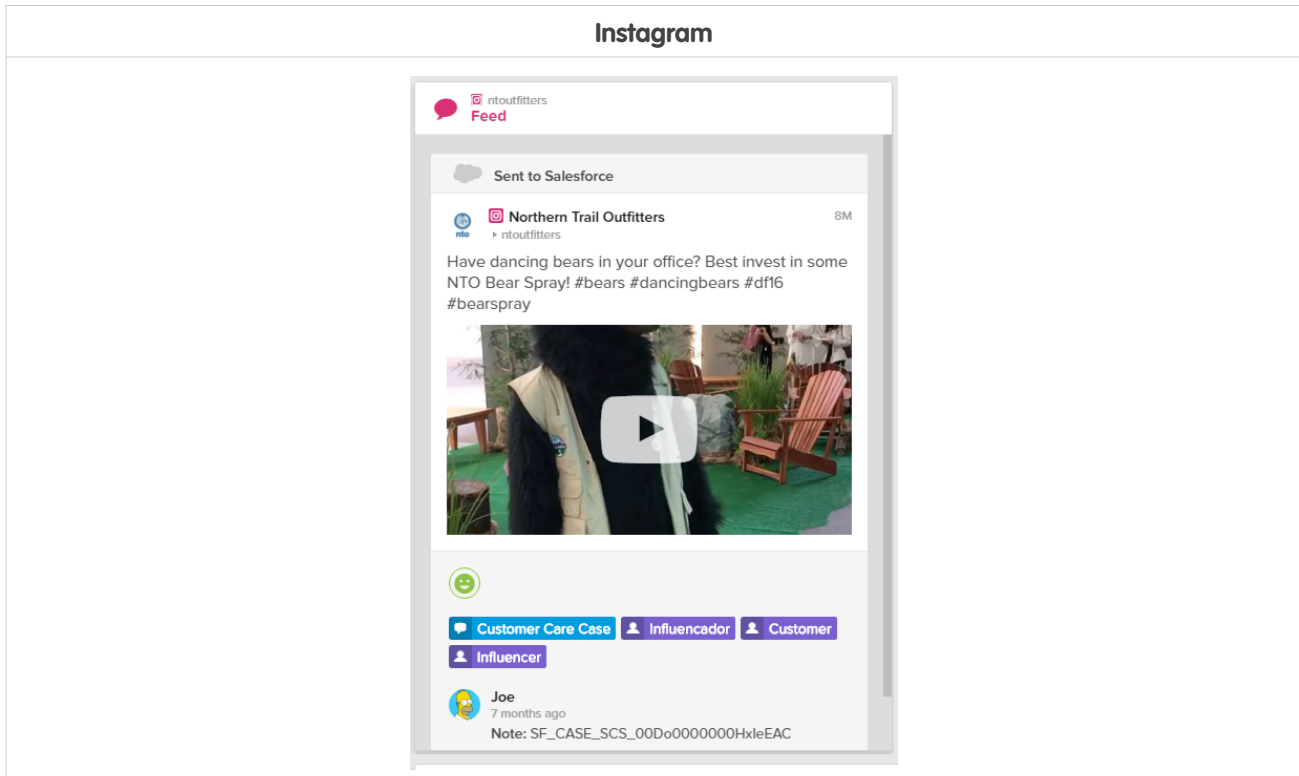 Instagram
ntoutfitters
Feed
Sent to Salesforce
Northern Trail Outfitters 8M
nto ntoutfitters
Have dancing bears in your office? Best invest in some
NTO Bear Spray! #bears #dancingbears #df16
#bearspray
Customer Care Case Influencador Customer
Influencer
Joe
7 months ago
Note: SF_CASE_SCS_00Do0000000HxleEAC